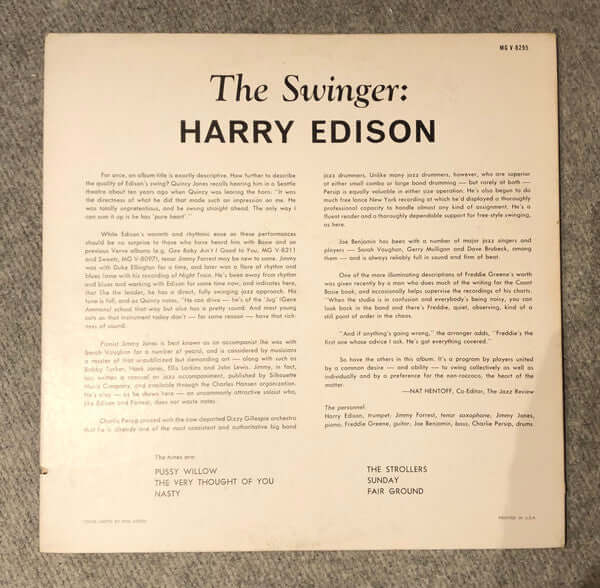 MG V 8295
The Swinger:
HARRY EDISON
For once, an album title is exactly descriptive. How further to describe
the quality of Edison's swing? Quincy Jones recalls hearing him in a Seattle
theatre about ten years ago when Quincy was learning the horn. "It was
the directness of what he did that made such an impression on me. He
was totally unpretentious, and he swung straight ahead. The only way I
can sum it up is he has 'pure heart'."
While Edison's warmth and rhythmic ease on these performances
should be no surprise to those who have heard him with Basie and on
previous Verve albums (e.g. Gee Baby Ain't I Good to You, MG V-8211
and Sweets, MG V-8097), tenor Jimmy Forrest may be new to some. Jimmy
was with Duke Ellington for a time, and later was a flare of rhythm and
blues fame with his recording of Night Train. He's been away from rhythm
and blues and working with Edison for some time now, and indicates here,
that like the leader, he has a direct, fully swinging jazz approach. His
tone is full, and as Quincy notes, "He can drive — he's of the 'Jug' (Gene
Ammons) school that way but also has a pretty sound. And most young
cats on that instrument today don't — for some reason — have that rich-
ness of sound.
Pianist Jimmy Jones is best known as an accompanist (he was with
Sarah Vaughan for a number of years), and is considered by musicians
a master of that unpublicized but demanding art — along with such as
Bobby Tucker, Hank Jones, Ellis Larkins and John Lewis. Jimmy, in fact,
has written a manual on jazz accompaniment, published by Silhouette
Music Company, and available through the Charles Hansen organization.
He's also — as he shows here — an uncommonly attractive soloist who,
like Edison and Forrest, does not waste notes.
Charlie Persip proved with the now departed Dizzy Gillespie orchestra
that he is already one of the most consistent and authoritative big band
jazz drummers. Unlike many jazz drummers, however, who are superior
at either small combo or large band drumming — but rarely at both —
Persip is equally valuable in either size operation. He's also begun to do
much free lance New York recording at which he'd displayed a thoroughly
professional capacity to handle almost any kind of assignment. He's a
fluent reader and a thoroughly dependable support for free-style swinging,
as here.
Joe Benjamin has been with a number of major jazz singers and
players — Sarah Vaughan, Gerry Mulligan and Dave Brubeck, among
them — and is always reliably full in sound and firm of beat.
One of the more illuminating descriptions of Freddie Greene's worth
was given recently by a man who does much of the writing for the Count
Basie book, and occasionally helps supervise the recordings of his charts.
"When the studio is in confusion and everybody's being noisy, you can
look back in the band and there's Freddie, quiet, observing, kind of a
still point of order in the chaos.
"And if anything's going wrong," the arranger adds, "Freddie's the
first one whose advice I ask. He's got everything covered."
So have the others in this album. It's a program by players united
by a common desire — and ability — to swing collectively as well as
individually and by a preference for the non-rococo, the heart of the
matter.
—NAT HENTOFF, Co-Editor, The Jazz Review
The personnel:
Harry Edison, trumpet; Jimmy Forrest, tenor saxophone; Jimmy Jones,
piano, Freddie Greene, guitar, Joe Benjamin, bass, Charlie Persip, drums
The tunes are:
PUSSY WILLOW
THE VERY THOUGHT OF YOU
NASTY
THE STROLLERS
SUNDAY
FAIR GROUND
PRINTED IN U.S.A.